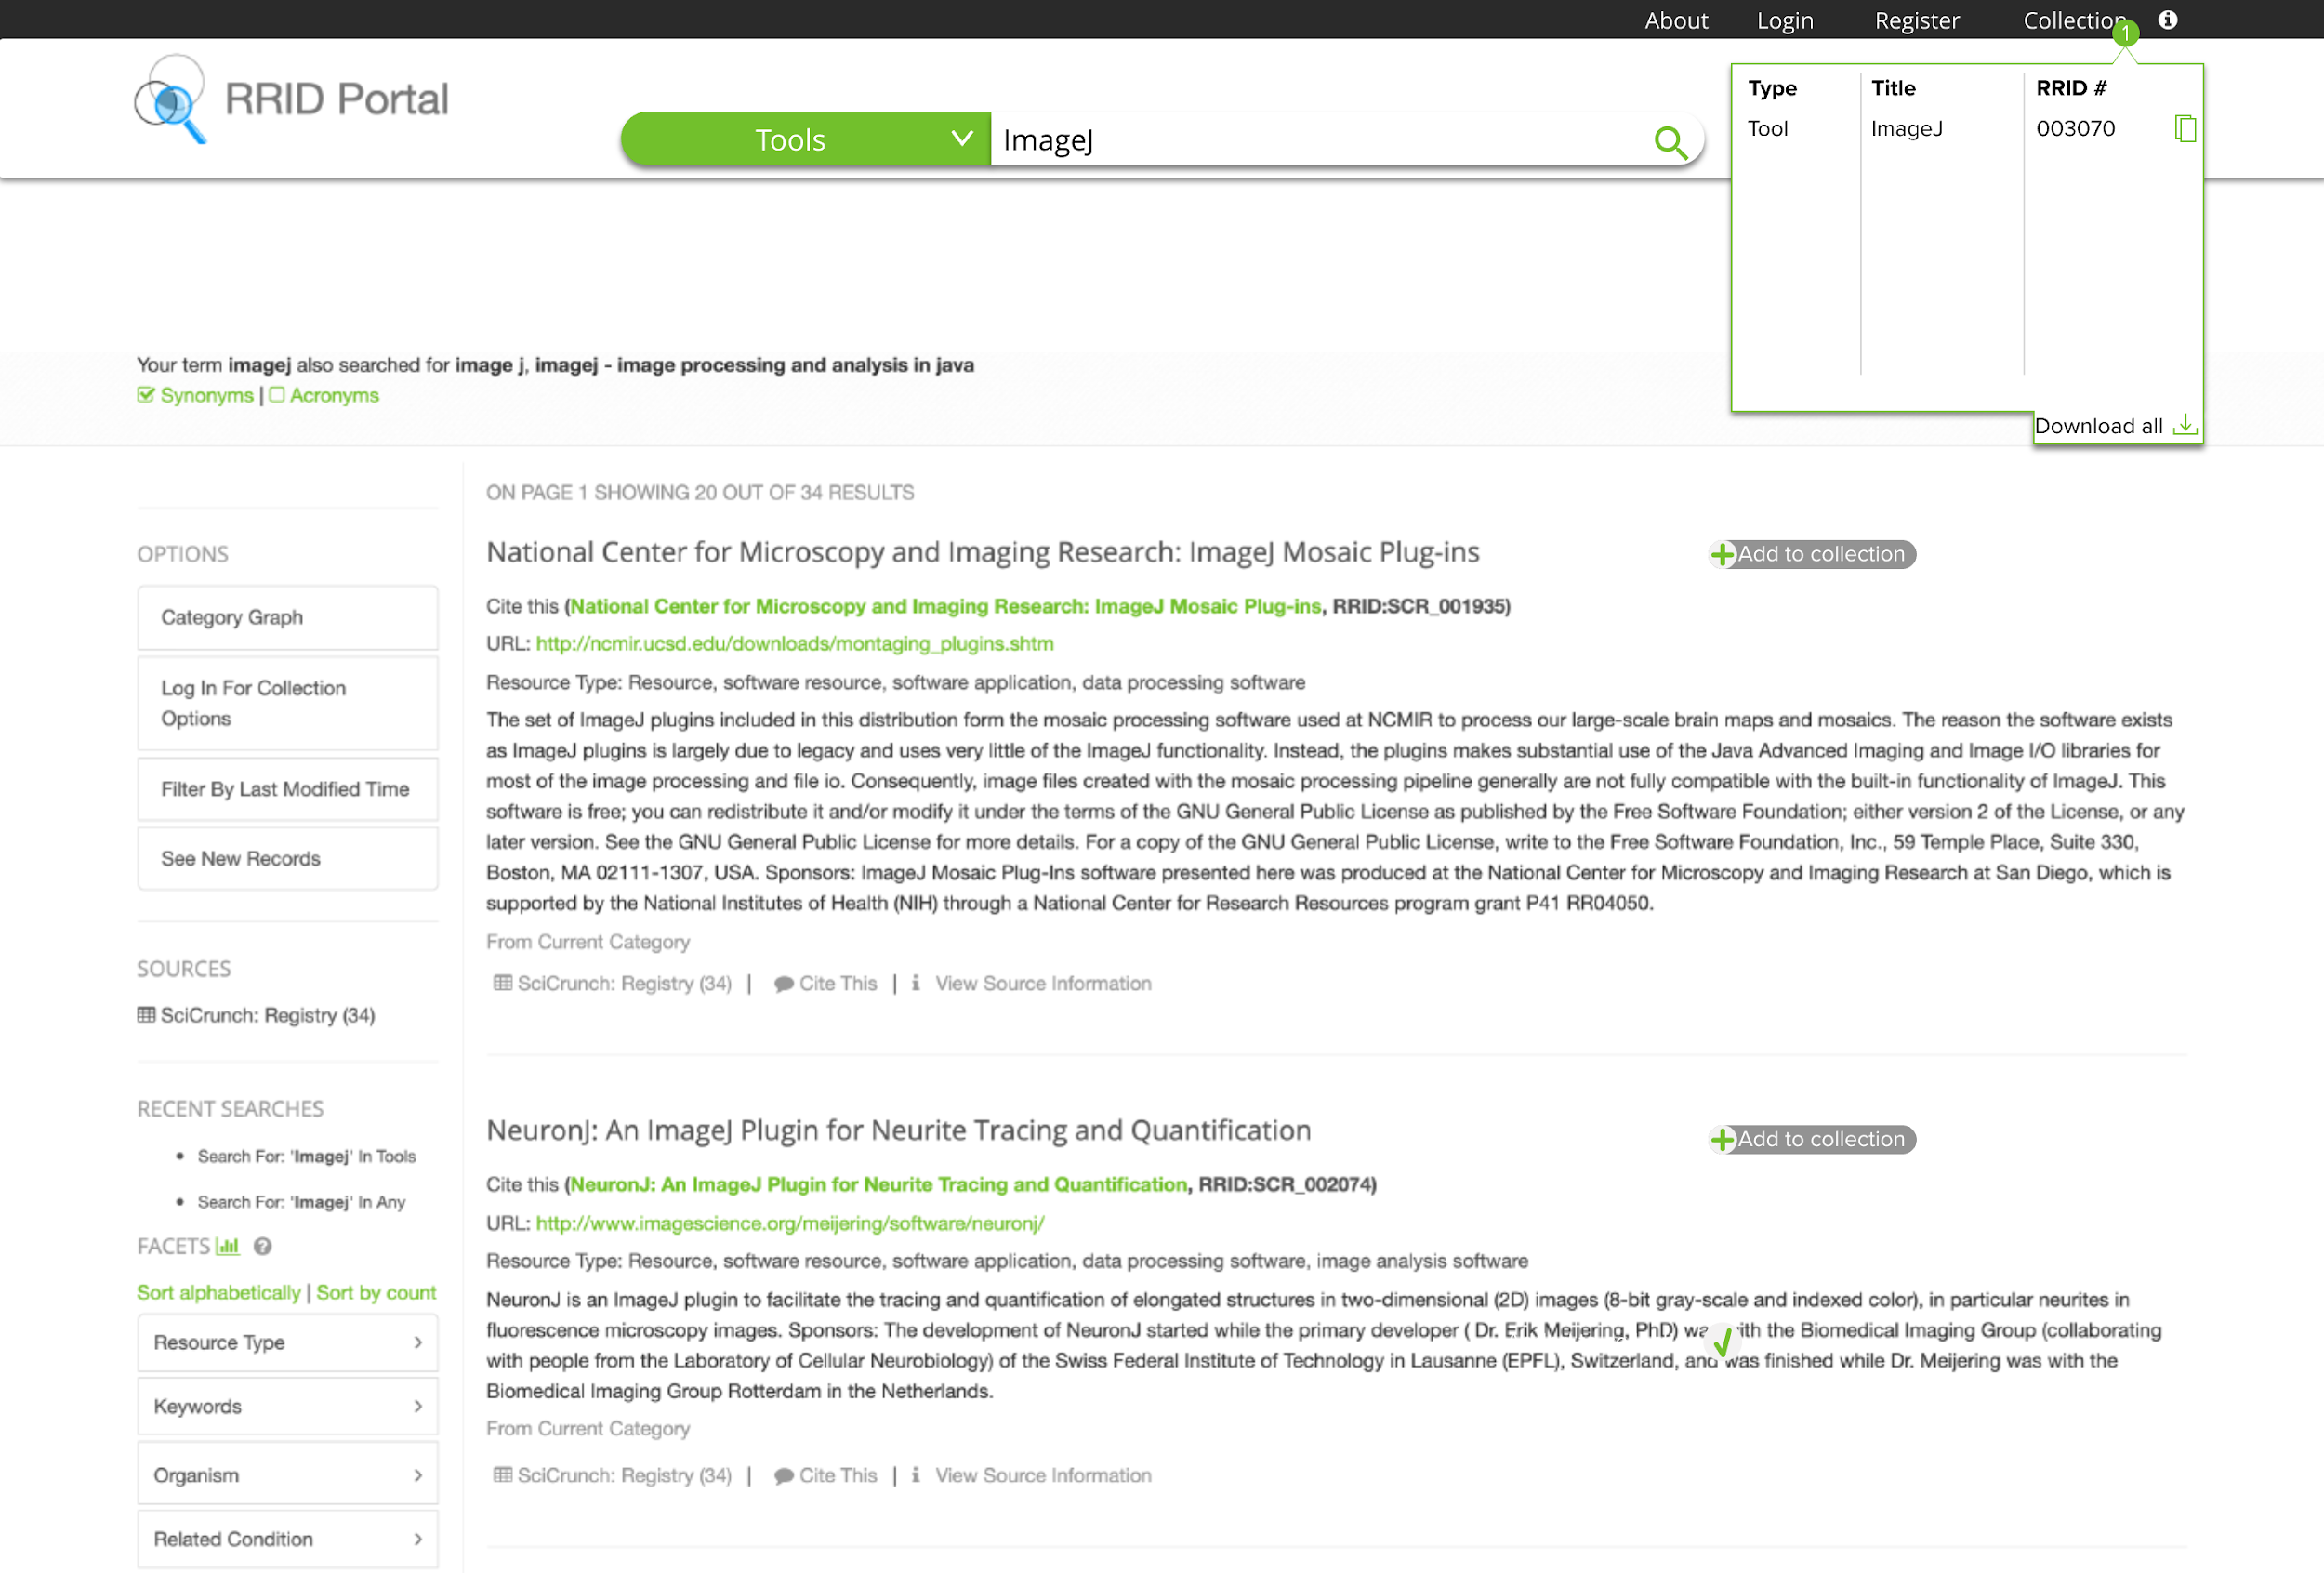 About Login Register Collection
1
RRID Portal
Tools
ImageJ
Type Title RRID #
Tool ImageJ 003070
Download all
Your term imagej also searched for image j, imagej - image processing and analysis in java
Synonyms | Acronyms
ON PAGE 1 SHOWING 20 OUT OF 34 RESULTS
OPTIONS
Category Graph
Log In For Collection
Options
Filter By Last Modified Time
See New Records
SOURCES
SciCrunch: Registry (34)
RECENT SEARCHES
• Search For: 'Imagej' In Tools
• Search For: 'Imagej' In Any
FACETS
Sort alphabetically | Sort by count
Resource Type
Keywords
Organism
Related Condition
National Center for Microscopy and Imaging Research: ImageJ Mosaic Plug-ins
Add to collection
Cite this (National Center for Microscopy and Imaging Research: ImageJ Mosaic Plug-ins, RRID:SCR_001935)
URL: http://ncmir.ucsd.edu/downloads/montaging_plugins.shtm
Resource Type: Resource, software resource, software application, data processing software
The set of ImageJ plugins included in this distribution form the mosaic processing software used at NCMIR to process our large-scale brain maps and mosaics. The reason the software exists
as ImageJ plugins is largely due to legacy and uses very little of the ImageJ functionality. Instead, the plugins makes substantial use of the Java Advanced Imaging and Image I/O libraries for
most of the image processing and file io. Consequently, image files created with the mosaic processing pipeline generally are not fully compatible with the built-in functionality of ImageJ. This
software is free; you can redistribute it and/or modify it under the terms of the GNU General Public License as published by the Free Software Foundation; either version 2 of the License, or any
later version. See the GNU General Public License for more details. For a copy of the GNU General Public License, write to the Free Software Foundation, Inc., 59 Temple Place, Suite 330,
Boston, MA 02111-1307, USA. Sponsors: ImageJ Mosaic Plug-Ins software presented here was produced at the National Center for Microscopy and Imaging Research at San Diego, which is
supported by the National Institutes of Health (NIH) through a National Center for Research Resources program grant P41 RR04050.
From Current Category
SciCrunch: Registry (34) | Cite This | View Source Information
NeuronJ: An ImageJ Plugin for Neurite Tracing and Quantification
Add to collection
Cite this (NeuronJ: An ImageJ Plugin for Neurite Tracing and Quantification, RRID:SCR_002074)
URL: http://www.imagescience.org/meijering/software/neuronj/
Resource Type: Resource, software resource, software application, data processing software, image analysis software
NeuronJ is an ImageJ plugin to facilitate the tracing and quantification of elongated structures in two-dimensional (2D) images (8-bit gray-scale and indexed color), in particular neurites in
fluorescence microscopy images. Sponsors: The development of NeuronJ started while the primary developer ( Dr. Erik Meijering, PhD) was with the Biomedical Imaging Group (collaborating
with people from the Laboratory of Cellular Neurobiology) of the Swiss Federal Institute of Technology in Lausanne (EPFL), Switzerland, and was finished while Dr. Meijering was with the
Biomedical Imaging Group Rotterdam in the Netherlands.
From Current Category
SciCrunch: Registry (34) | Cite This | View Source Information